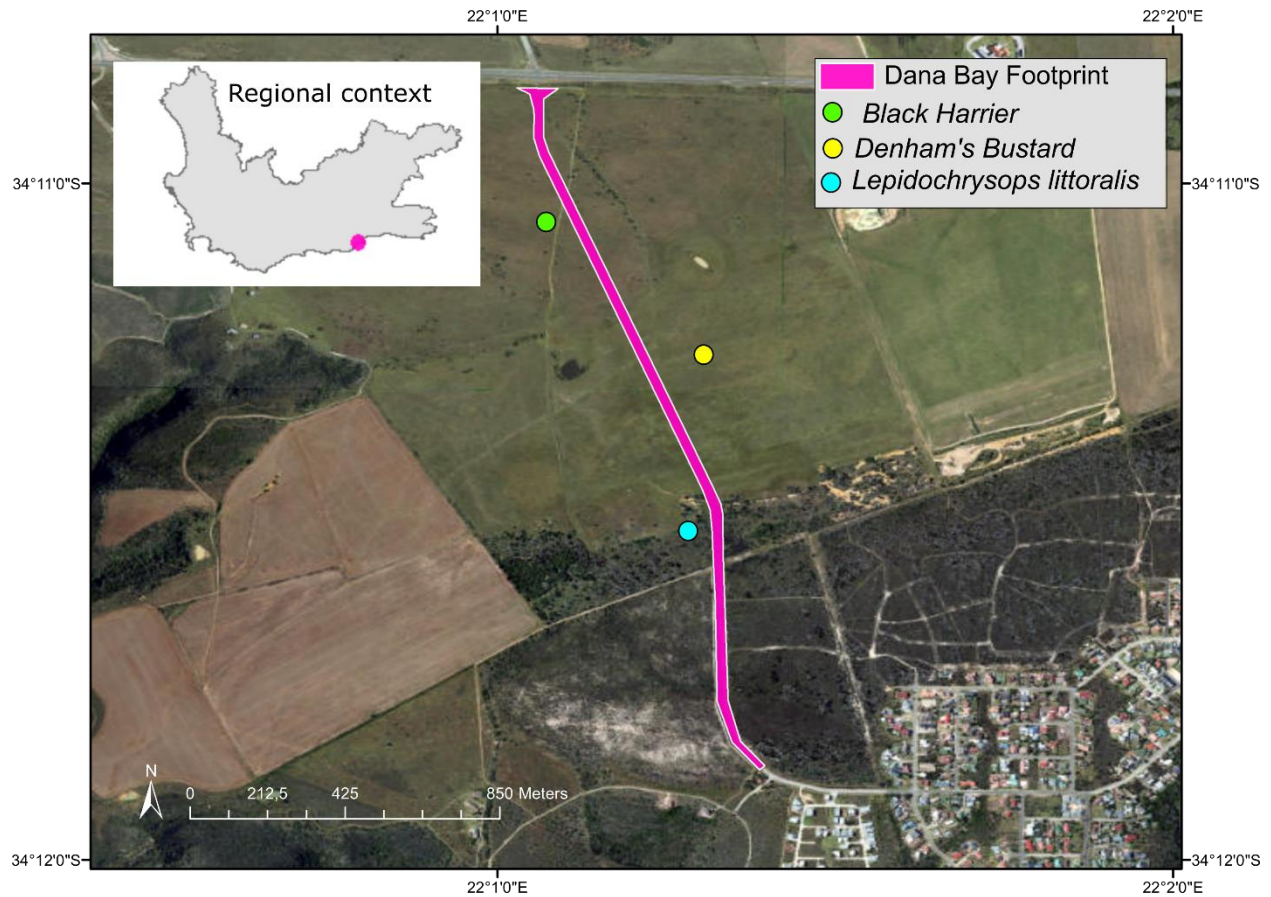 22°1'0"E 22°2'0"E
Regional context
Dana Bay Footprint
Black Harrier
Denham's Bustard
Lepidochrysops littoralis
34°11'0"S 34°11'0"S
N
0 212,5 425 850 Meters
34°12'0"S 34°12'0"S
22°1'0"E 22°2'0"E